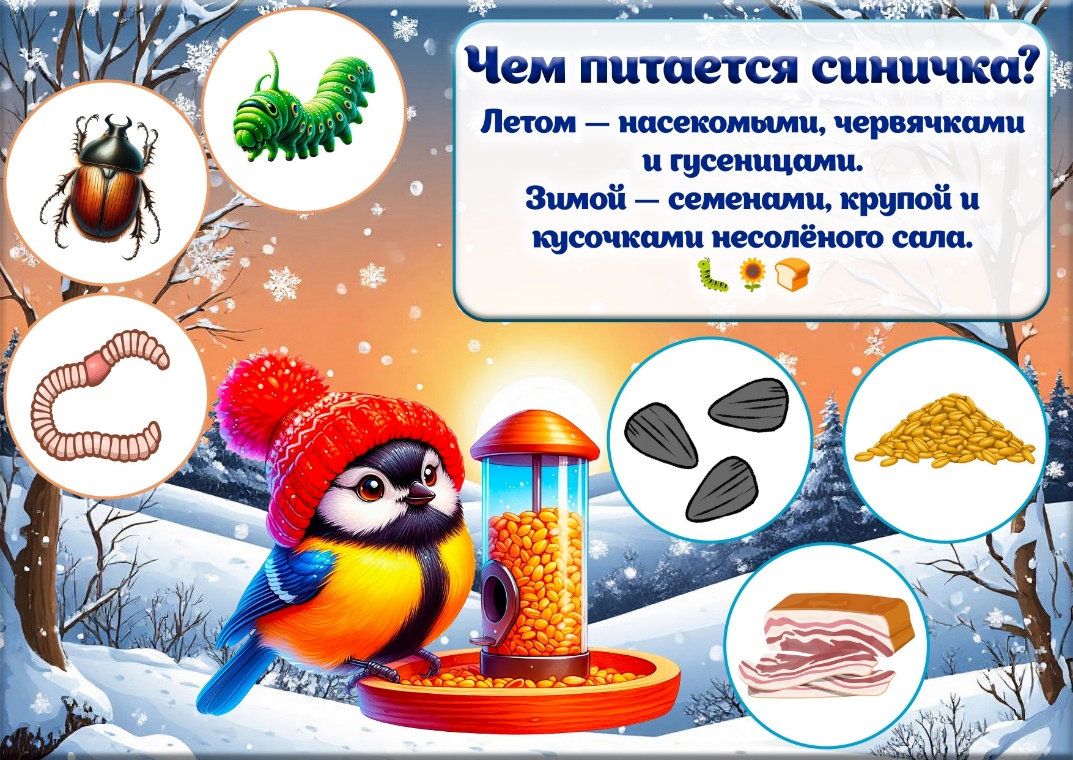 Чем питается синичка?
Летом — насекомыми, червячками
и гусеницами.
Зимой — семенами, крупой и
кусочками несолёного сала.
🐛🌻🍞